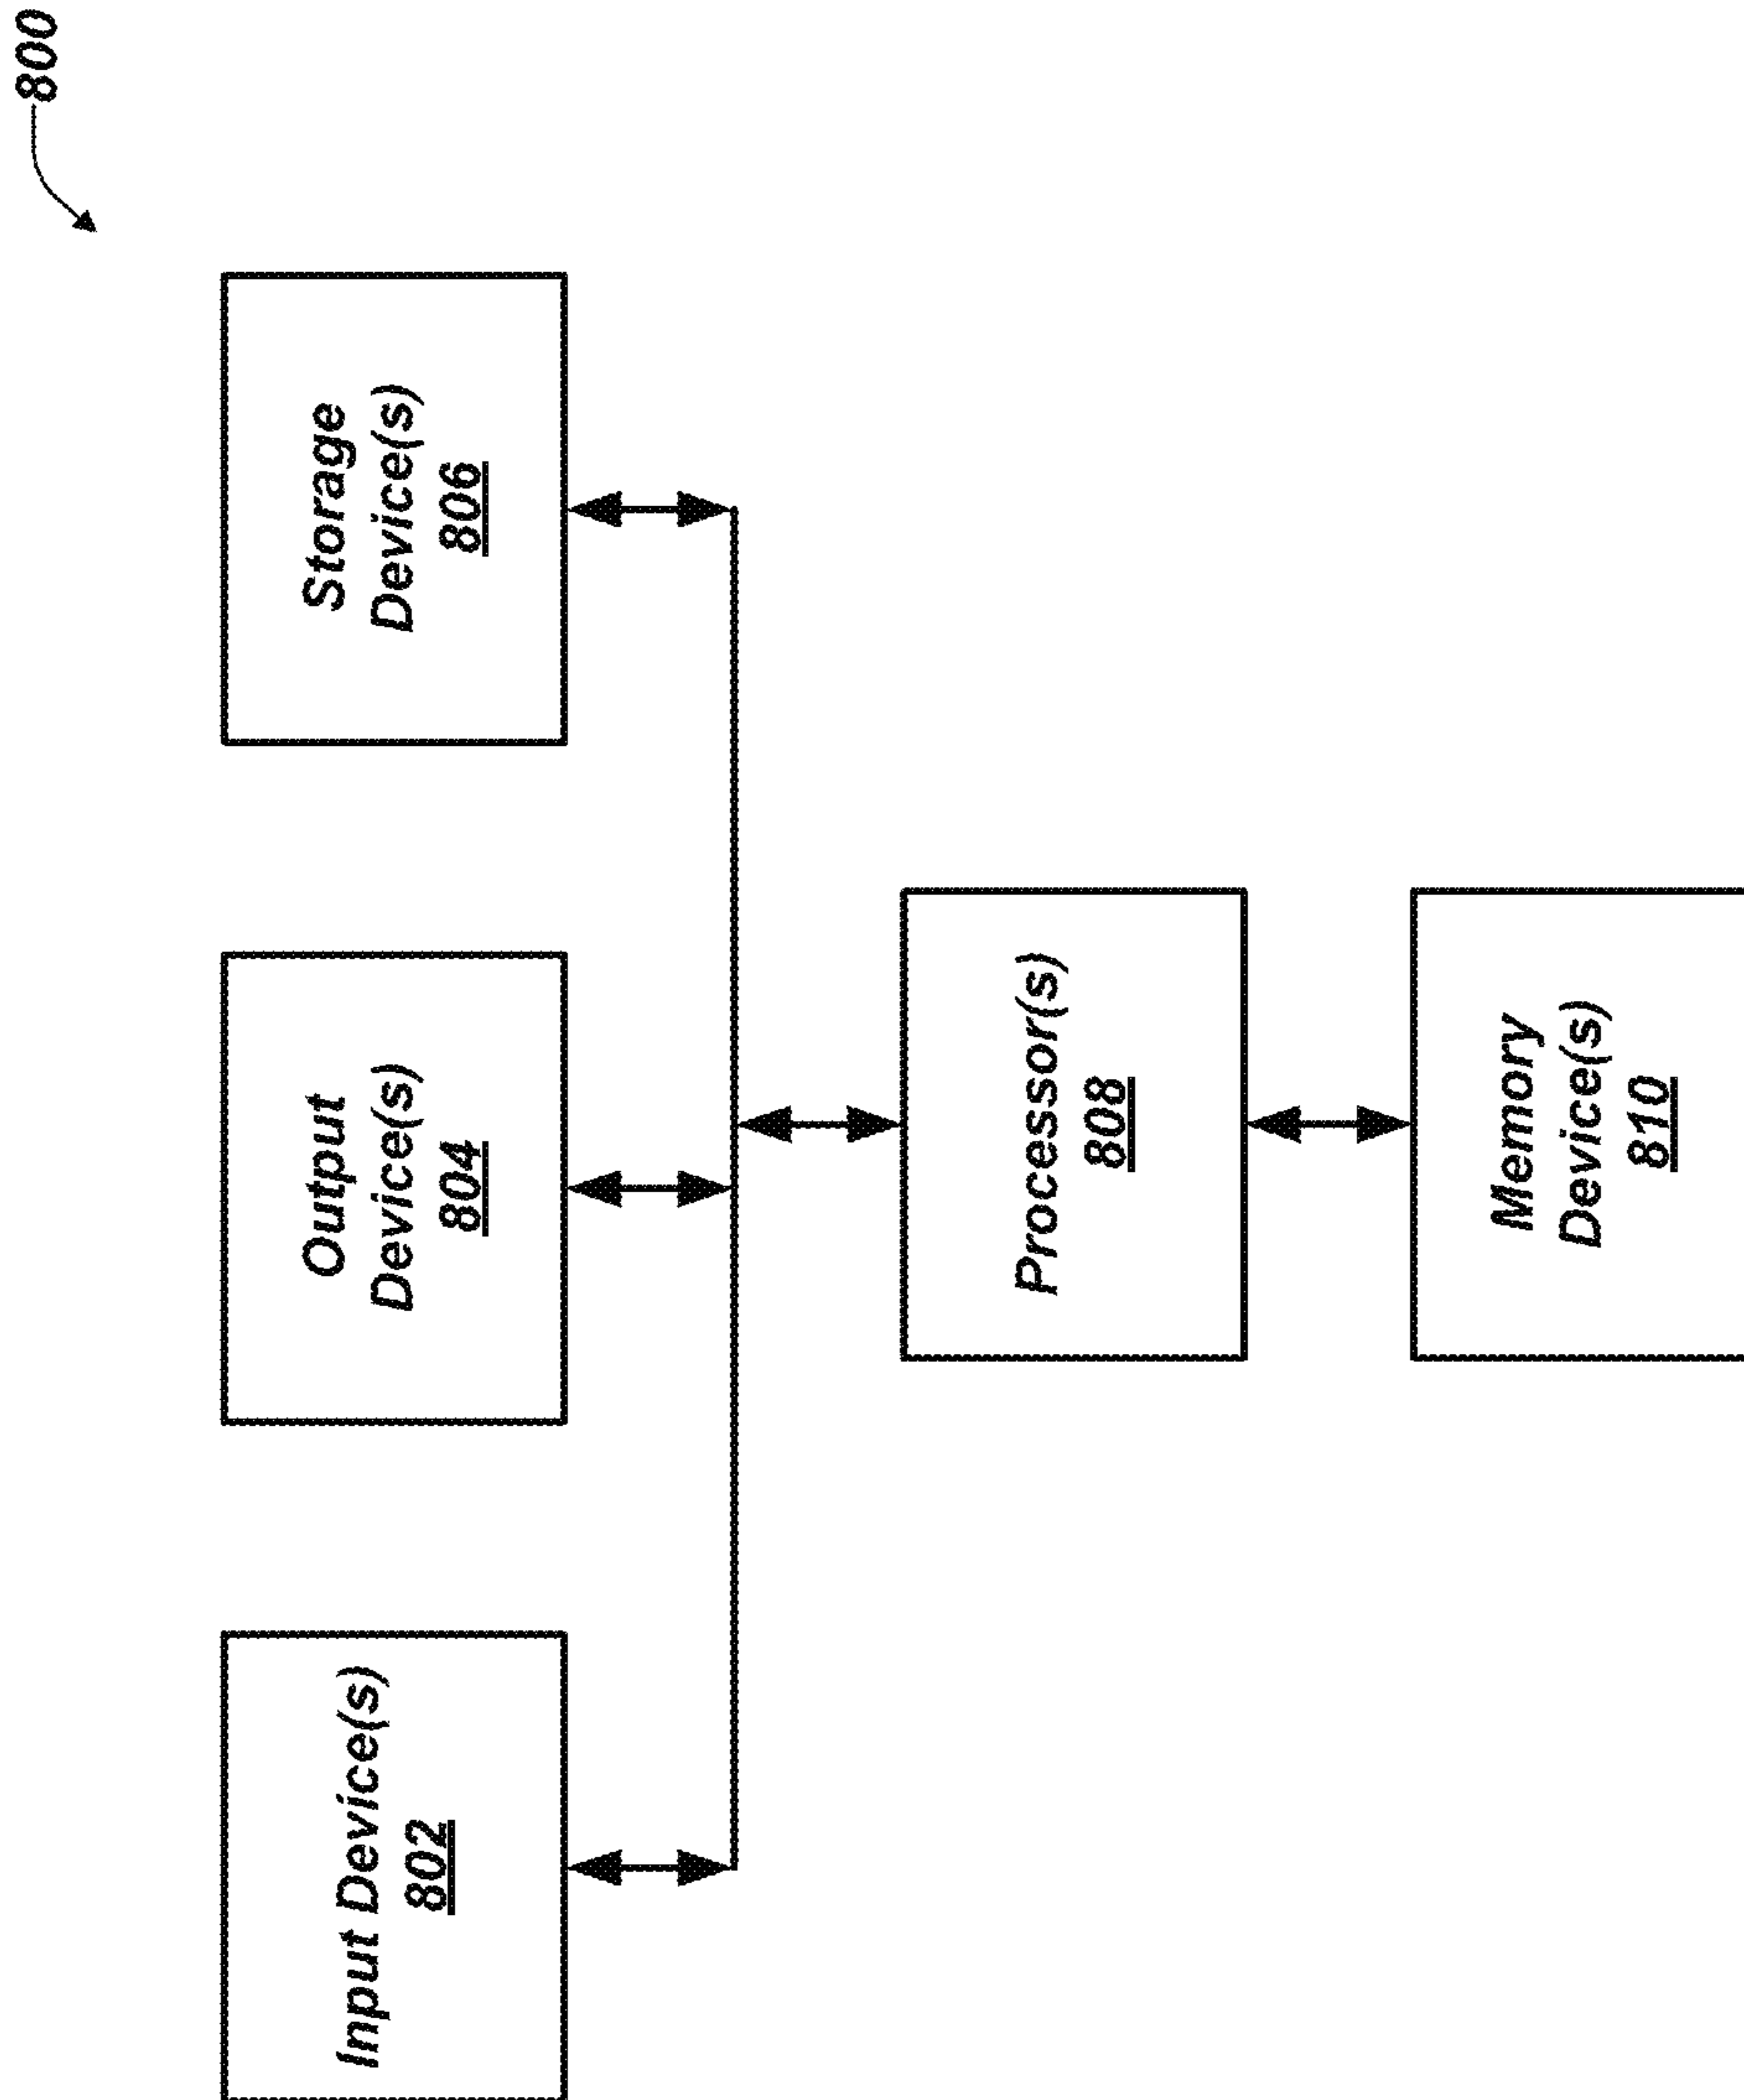 800
Input Device(s)
802
Output
Device(s)
804
Storage
Device(s)
806
Processor(s)
808
Memory
Device(s)
810